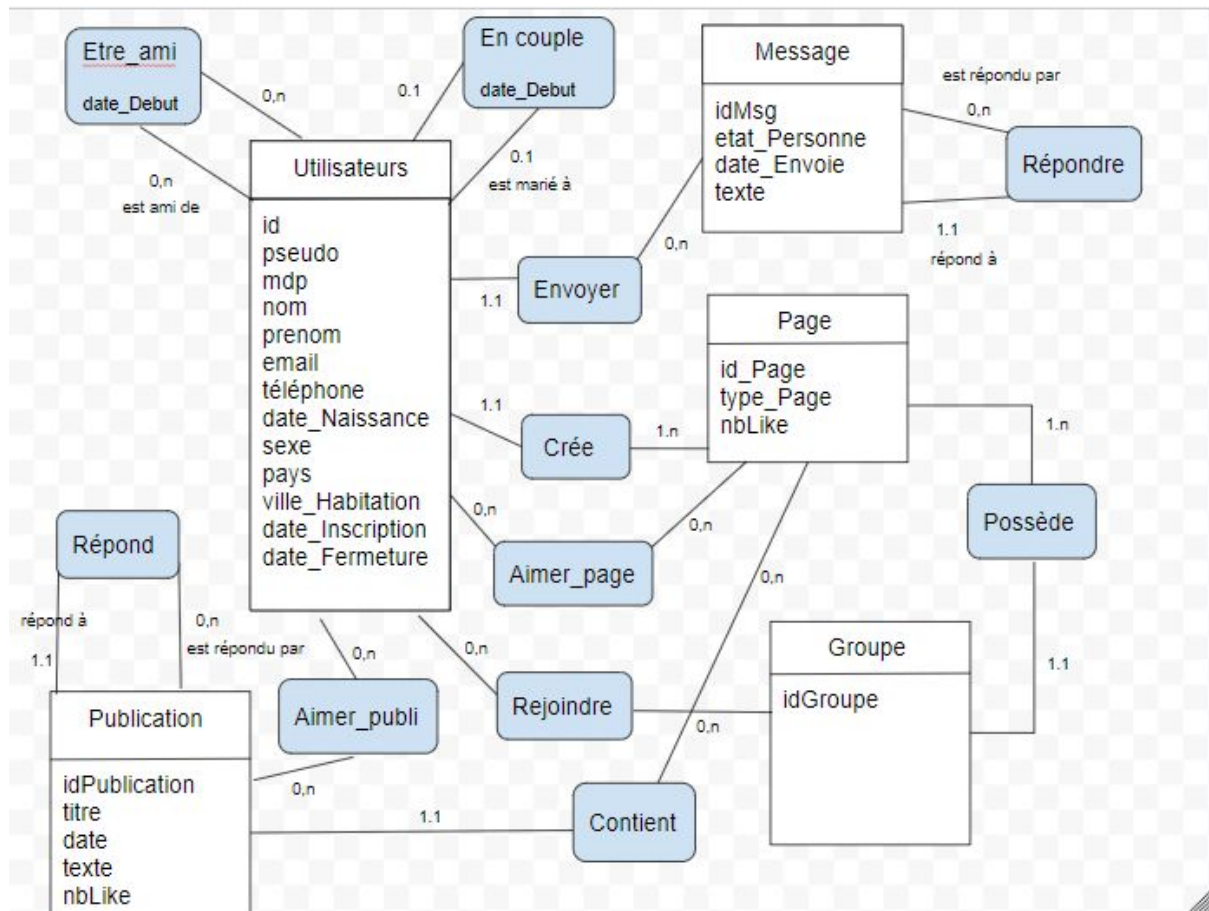 Etre_ami
date_Debut
0,n
0,n
est ami de
En couple
date_Debut
0.1
0.1
est marié à
Utilisateurs
id
pseudo
mdp
nom
prenom
email
téléphone
date_Naissance
sexe
pays
ville_Habitation
date_Inscription
date_Fermeture
Message
idMsg
etat_Personne
date_Envoie
texte
est répondu par
0,n
Répondre
1.1
répond à
0,n
Envoyer
1.1
Page
id_Page
type_Page
nbLike
1.1
Crée
1.n
1.n
Possède
1.1
0,n
Aimer_page
0,n
0,n
Répond
répond à
1.1
0,n
est répondu par
0,n
Aimer_publi
0,n
0,n
Rejoindre
0,n
Groupe
idGroupe
Publication
idPublication
titre
date
texte
nbLike
1.1
Contient